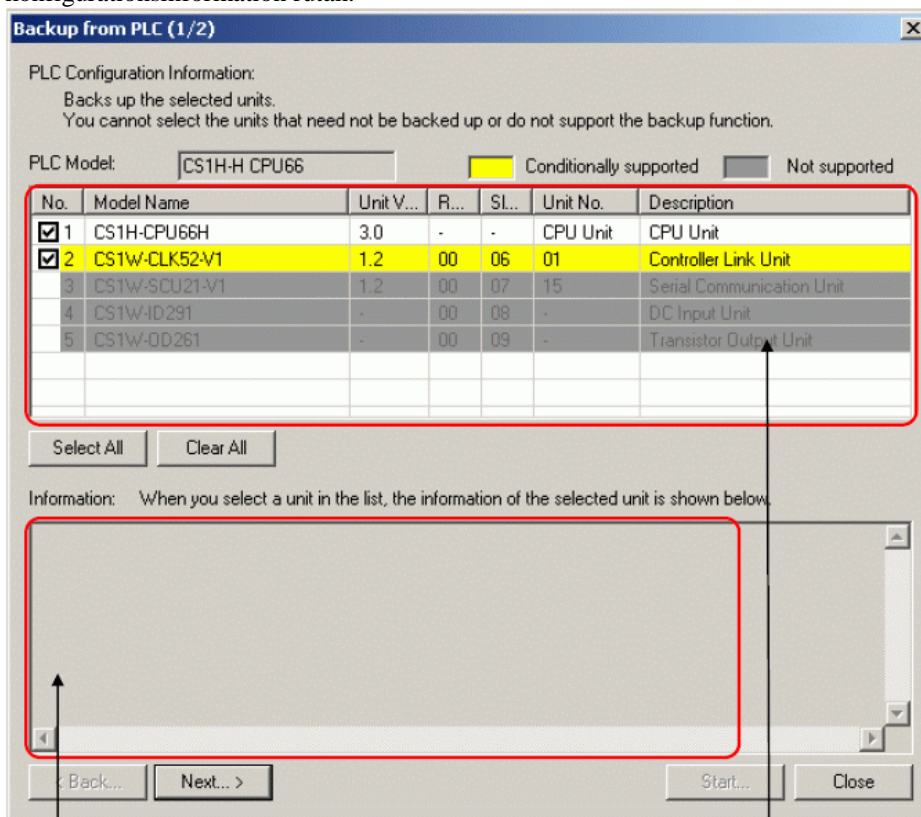 Backup from PLC (1/2)
PLC Configuration Information:
Backs up the selected units.
You cannot select the units that need not be backed up or do not support the backup function.
PLC Model: CS1H-H CPU66 Conditionally supported Not supported
No. Model Name Unit V... R... Sl... Unit No. Description
1 CS1H-CPU66H 3.0 - - CPU Unit CPU Unit
2 CS1W-CLK52-V1 1.2 00 06 01 Controller Link Unit
3 CS1W-SCU21-V1 1.2 00 07 15 Serial Communication Unit
4 CS1W-ID291 - 00 08 - DC Input Unit
5 CS1W-OD261 - 00 09 - Transistor Output Unit
Select All Clear All
Information: When you select a unit in the list, the information of the selected unit is shown below.
< Back... Next... > Start... Close